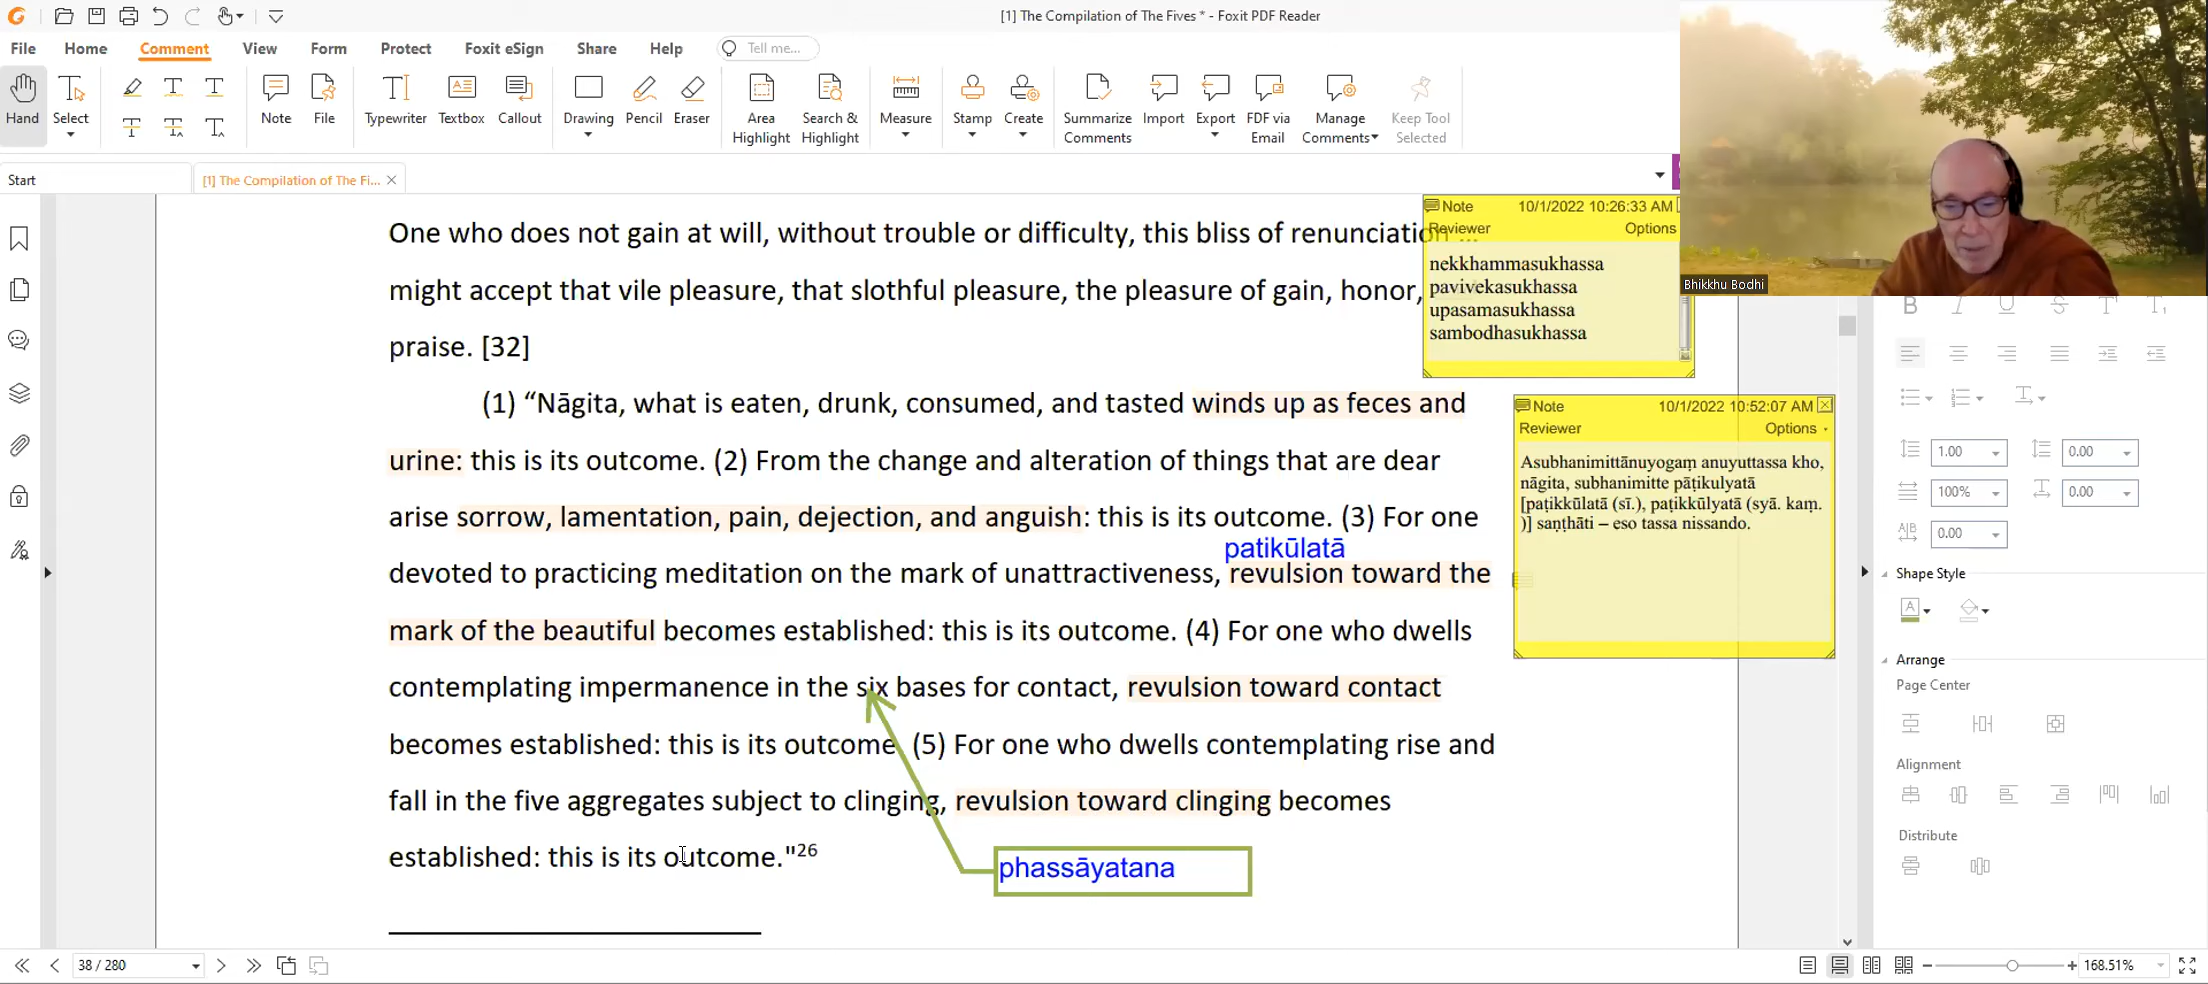 [1] The Compilation of The Fives * - Foxit PDF Reader
File Home Comment View Form Protect Foxit eSign Share Help Tell me...
Hand Select Note File Typewriter Textbox Callout Drawing Pencil Eraser Area Highlight Search & Highlight Measure Stamp Create Summarize Comments Import Export FDF via Email Manage Comments Keep Tool Selected
Start [1] The Compilation of The Fi...
One who does not gain at will, without trouble or difficulty, this bliss of renunciation ...
might accept that vile pleasure, that slothful pleasure, the pleasure of gain, honor,
praise. [32]
(1) “Nāgita, what is eaten, drunk, consumed, and tasted winds up as feces and
urine: this is its outcome. (2) From the change and alteration of things that are dear
arise sorrow, lamentation, pain, dejection, and anguish: this is its outcome. (3) For one
patikūlatā
devoted to practicing meditation on the mark of unattractiveness, revulsion toward the
mark of the beautiful becomes established: this is its outcome. (4) For one who dwells
contemplating impermanence in the six bases for contact, revulsion toward contact
becomes established: this is its outcome. (5) For one who dwells contemplating rise and
fall in the five aggregates subject to clinging, revulsion toward clinging becomes
established: this is its outcome."26
phassāyatana
Note 10/1/2022 10:26:33 AM
Reviewer Options
nekkhammasukhassa
pavivekasukhassa
upasamasukhassa
sambodhasukhassa
Note 10/1/2022 10:52:07 AM
Reviewer Options
Asubhanimittānuyogaṃ anuyuttassa kho,
nāgita, subhanimitte pāṭikulyatā
[paṭikkūlatā (sī.), paṭikkūlyatā (syā. kaṃ.
)] saṇṭhāti – eso tassa nissando.
Bhikkhu Bodhi
1.00 0.00
100% 0.00
0.00
Shape Style
Arrange
Page Center
Alignment
Distribute
38 / 280
168.51%